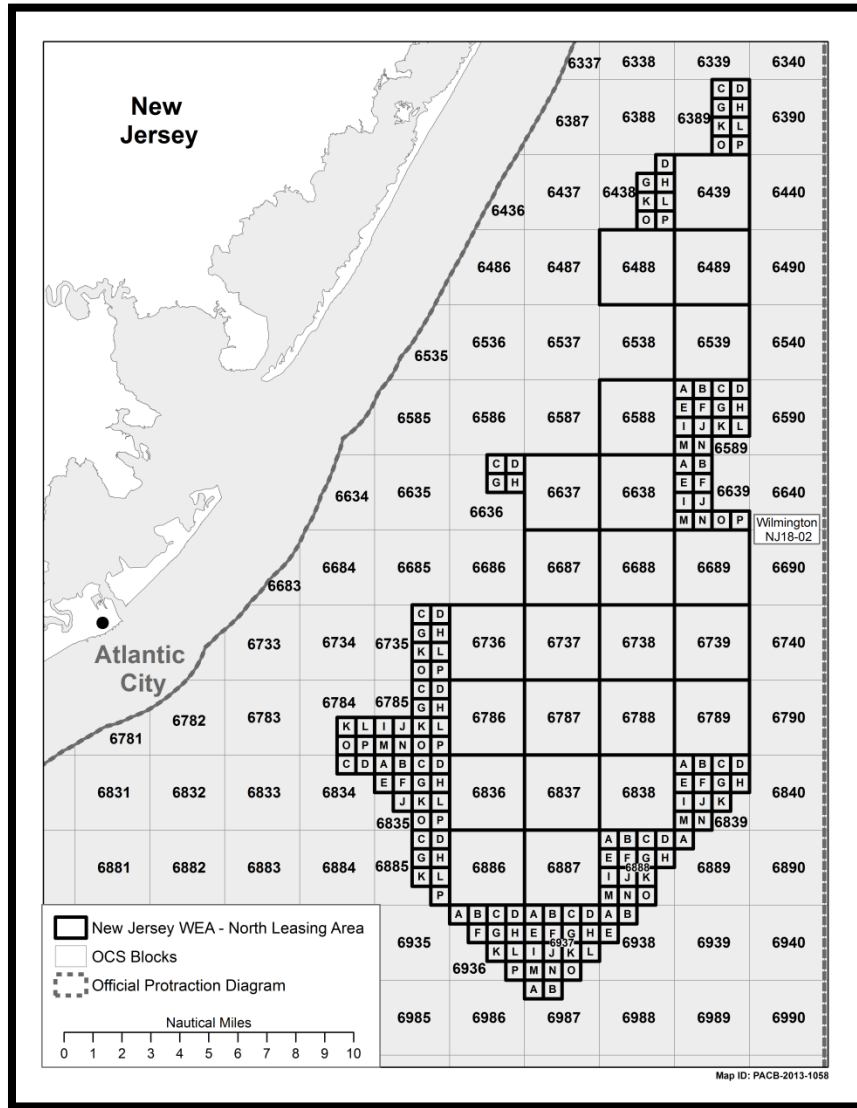 New
Jersey
6337 6338 6339 6340
C D
6387 6388 6389 G H 6390
K L
O P
D
6436 6437 6438 G H 6439 6440
K L
O P
6486 6487 6488 6489 6490
6535 6536 6537 6538 6539 6540
A B C D
6585 6586 6587 6588 E F G H 6590
I J K L
M N 6589
C D A B
6634 6635 G H 6637 6638 E F 6639 6640
6636 I J
M N O P
Wilmington
NJ18-02
6683 6684 6685 6686 6687 6688 6689 6690
C D
6733 6734 6735 G H 6736 6737 6738 6739 6740
K L
O P
Atlantic
City
C D
6781 6782 6783 6784 6785 G H 6786 6787 6788 6789 6790
K L I J K L
O P M N O P
C D A B C D A B C D
6831 6832 6833 6834 E F G H 6836 6837 6838 E F G H 6840
J K L I J K
6835 O P M N 6839
C D A B C D A
6881 6882 6883 6884 6885 G H 6886 6887 E F G H 6889 6890
K L I J K
6888
P M N O
A B C D A B C D A B
6935 F G H E F G H E 6938 6939 6940
6937
K L I J K L
6936 P M N O
A B
6985 6986 6987 6988 6989 6990
New Jersey WEA - North Leasing Area
OCS Blocks
Official Protraction Diagram
Nautical Miles
0 1 2 3 4 5 6 7 8 9 10
Map ID: PACB-2013-1058